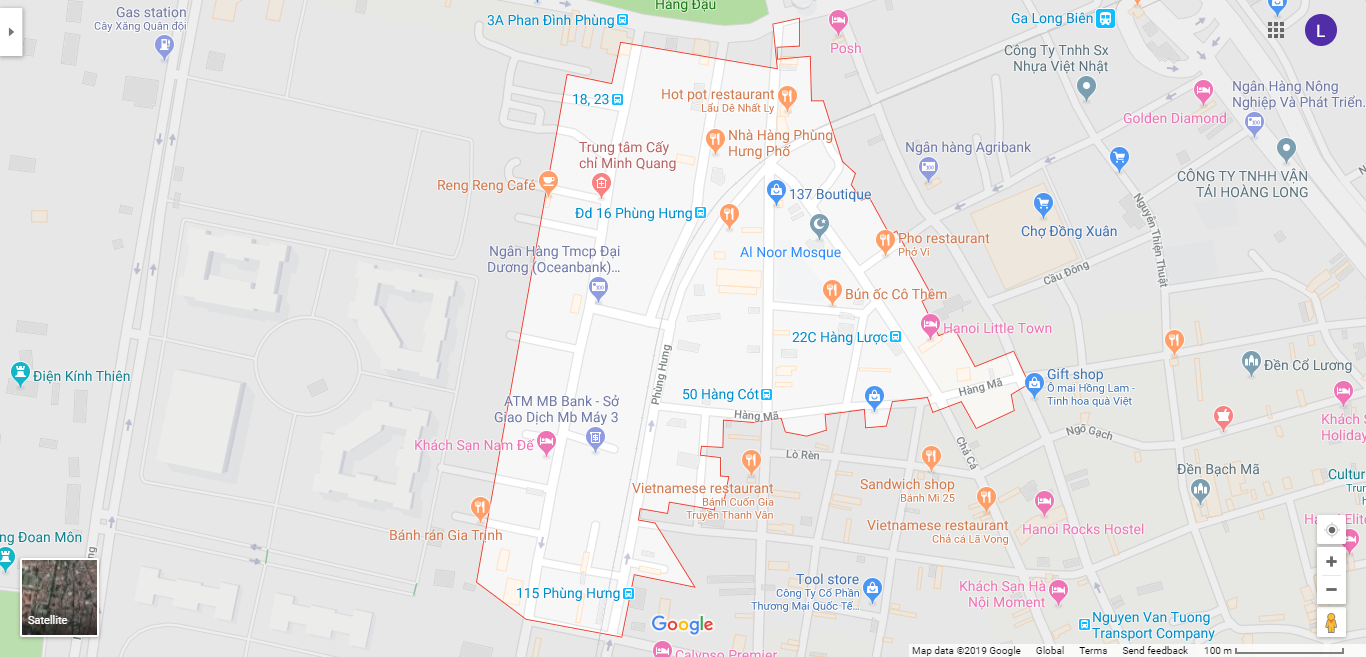 Hàng Đậu
Gas station
Cây Xăng Quân đội
3A Phan Đình Phùng
Posh
Ga Long Biên
L
Công Ty Tnhh Sx
Nhựa Việt Nhật
18, 23
Hot pot restaurant
Lẩu Dê Nhất Ly
Ngân Hàng Nông
Nghiệp Và Phát Triển...
Golden Diamond
Nhà Hàng Phùng
Hưng Phố
Trung tâm Cấy
chỉ Minh Quang
Ngân hàng Agribank
CÔNG TY TNHH VẬN
TẢI HOÀNG LONG
Reng Reng Café
137 Boutique
Đd 16 Phùng Hưng
Nguyễn Thiện Thuật
Chợ Đồng Xuân
Pho restaurant
Phở Vi
Al Noor Mosque
Ngân Hàng Tmcp Đại
Dương (Oceanbank)...
Cầu Đông
Bún ốc Cô Thêm
Hanoi Little Town
22C Hàng Lược
Phùng Hưng
Điện Kính Thiên
Đền Cổ Lương
Gift shop
Ô mai Hồng Lam -
Tinh hoa quà Việt
Hàng Mã
50 Hàng Cót
ATM MB Bank - Sở
Giao Dịch Mb Máy 3
Hàng Mã
Khách S
Holiday
Ngõ Gạch
Khách Sạn Nam Đế
Chả Cá
Lò Rèn
Đền Bạch Mã
Cultur
Trun
Sandwich shop
Bánh Mì 25
Vietnamese restaurant
Bánh Cuốn Gia
Truyền Thanh Vân
Hanoi Rocks Hostel
Vietnamese restaurant
Chả cá Lã Vọng
Bánh rán Gia Trịnh
ng Đoan Môn
Tool store
Công Ty Cổ Phần
Thương Mại Quốc Tế...
Khách Sạn Hà
Nội Moment
115 Phùng Hưng
Satellite
Google
Nguyen Van Tuong
Transport Company
Calypso Premier
Map data ©2019 Google Global Terms Send feedback 100 m